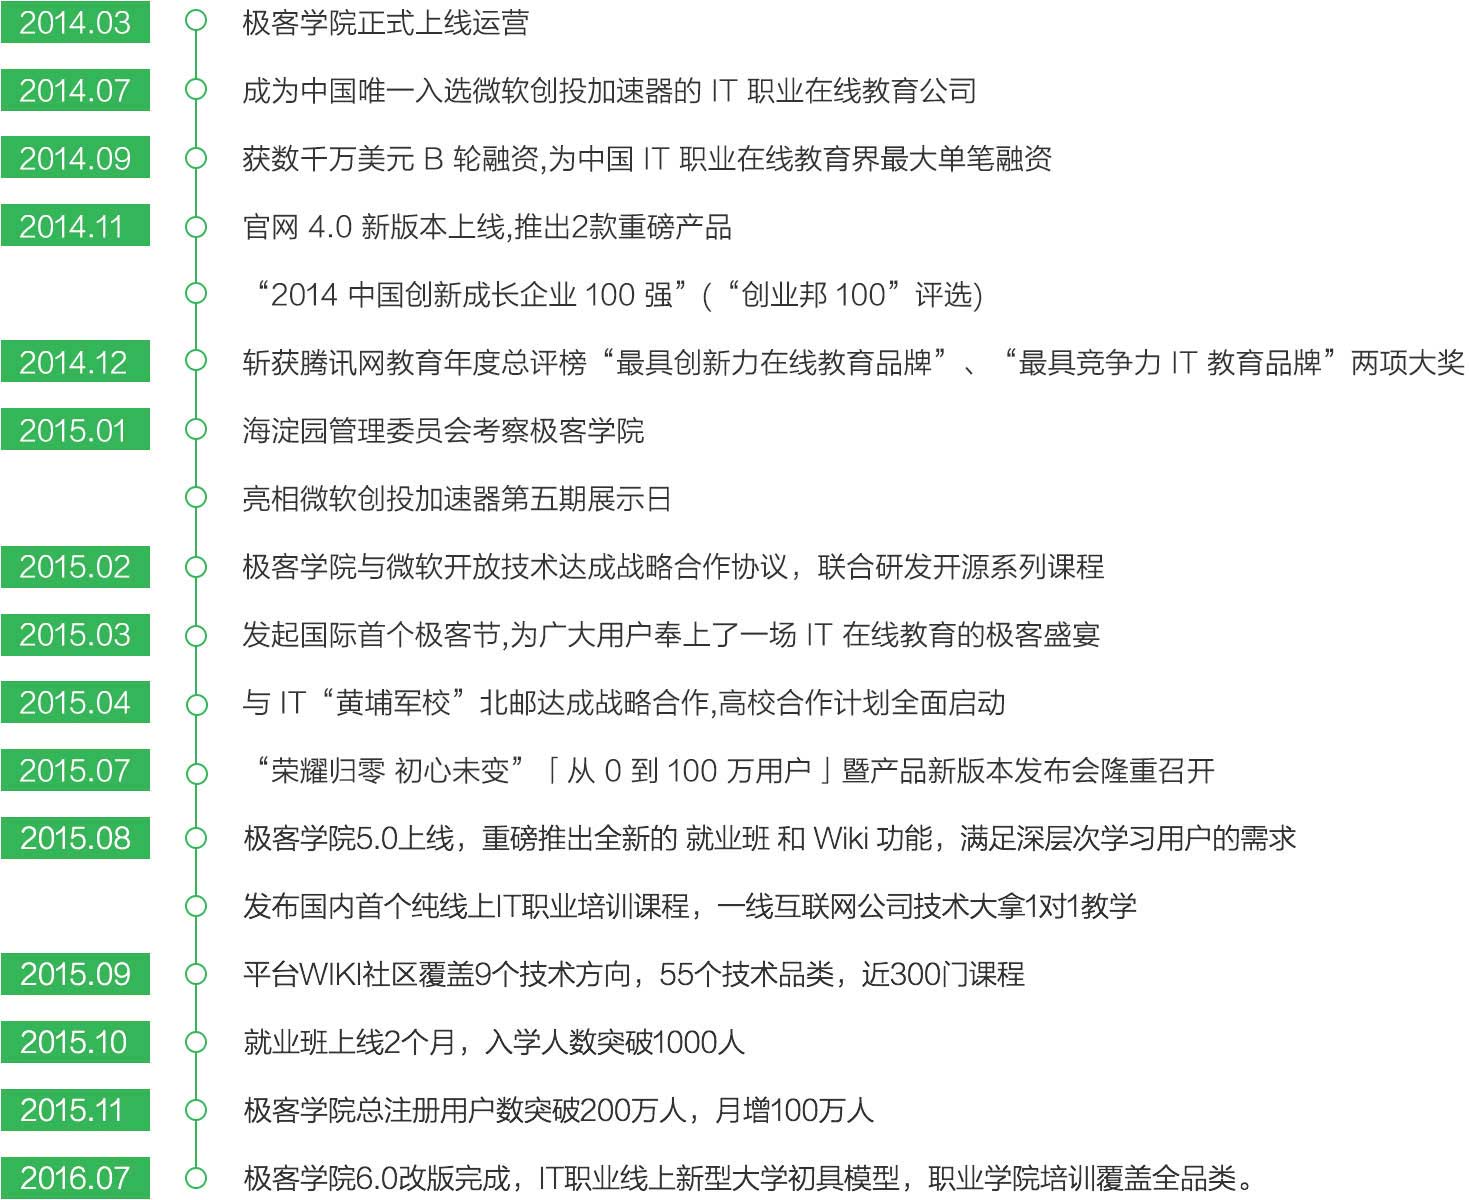 2014.03 极客学院正式上线运营
2014.07 成为中国唯一入选微软创投加速器的 IT 职业在线教育公司
2014.09 获数千万美元 B 轮融资,为中国 IT 职业在线教育界最大单笔融资
2014.11 官网 4.0 新版本上线,推出2款重磅产品
“2014 中国创新成长企业 100 强”(“创业邦 100”评选)
2014.12 斩获腾讯网教育年度总评榜“最具创新力在线教育品牌”、“最具竞争力 IT 教育品牌”两项大奖
2015.01 海淀园管理委员会考察极客学院
亮相微软创投加速器第五期展示日
2015.02 极客学院与微软开放技术达成战略合作协议，联合研发开源系列课程
2015.03 发起国际首个极客节,为广大用户奉上了一场 IT 在线教育的极客盛宴
2015.04 与 IT“黄埔军校”北邮达成战略合作,高校合作计划全面启动
2015.07 “荣耀归零 初心未变”「从 0 到 100 万用户」暨产品新版本发布会隆重召开
2015.08 极客学院5.0上线，重磅推出全新的 就业班 和 Wiki 功能，满足深层次学习用户的需求
发布国内首个纯线上IT职业培训课程，一线互联网公司技术大拿1对1教学
2015.09 平台WIKI社区覆盖9个技术方向，55个技术品类，近300门课程
2015.10 就业班上线2个月，入学人数突破1000人
2015.11 极客学院总注册用户数突破200万人，月增100万人
2016.07 极客学院6.0改版完成，IT职业线上新型大学初具模型，职业学院培训覆盖全品类。